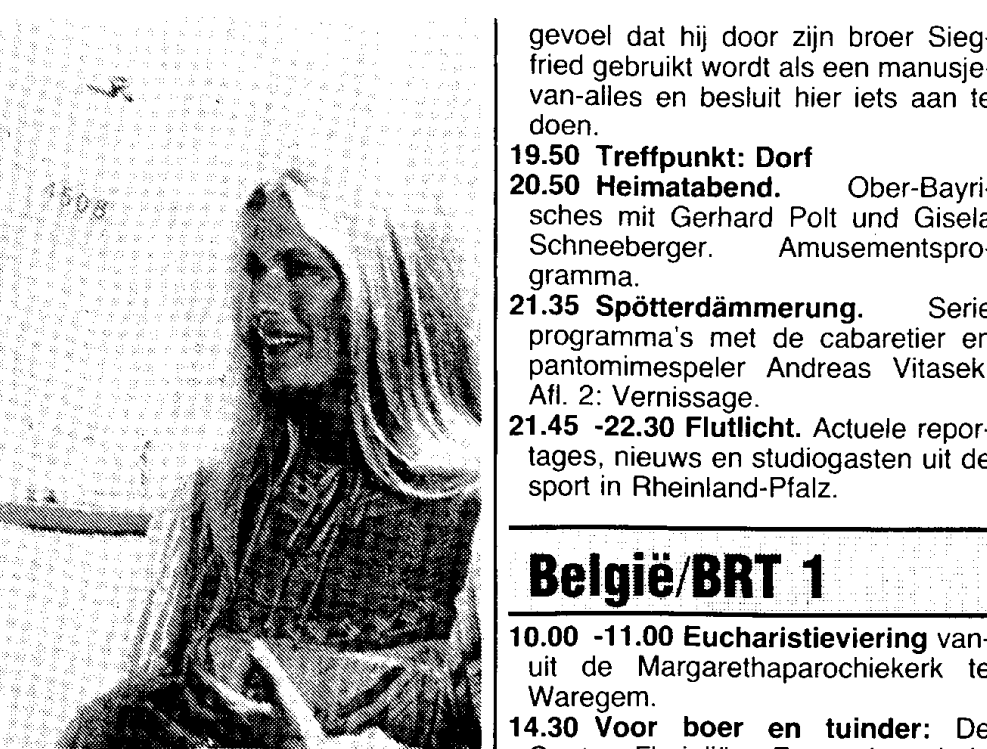 4508
gevoel dat hij door zijn broer Sieg-
fried gebruikt wordt als een manusje-
van-alles en besluit hier iets aan te
doen.
19.50 Treffpunkt: Dorf
20.50 Heimatabend. Ober-Bayri-
sches mit Gerhard Polt und Gisela
Schneeberger. Amusementspro-
gramma.
21.35 Spötterdämmerung. Serie
programma's met de cabaretier en
pantomimespeler Andreas Vitasek.
Afl. 2: Vernissage.
21.45 -22.30 Flutlicht. Actuele repor-
tages, nieuws en studiogasten uit de
sport in Rheinland-Pfalz.
België/BRT 1
10.00 -11.00 Eucharistieviering van-
uit de Margarethaparochiekerk te
Waregem.
14.30 Voor boer en tuinder: De